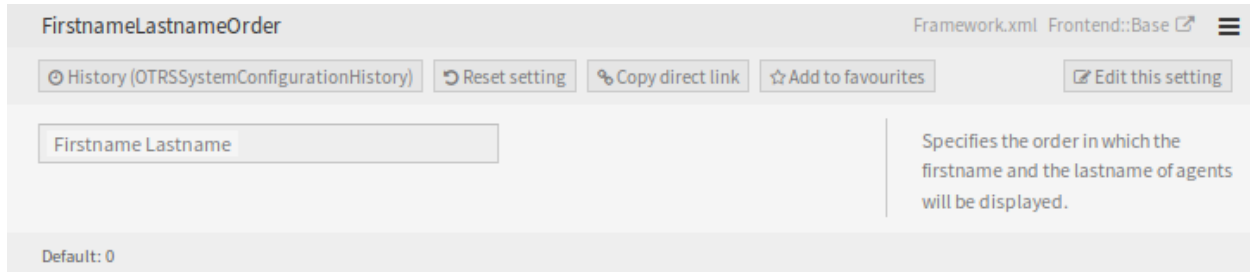 FirstnameLastnameOrder Framework.xml Frontend::Base
History (OTRSSystemConfigurationHistory) Reset setting Copy direct link Add to favourites Edit this setting
Firstname Lastname
Specifies the order in which the
firstname and the lastname of agents
will be displayed.
Default: 0